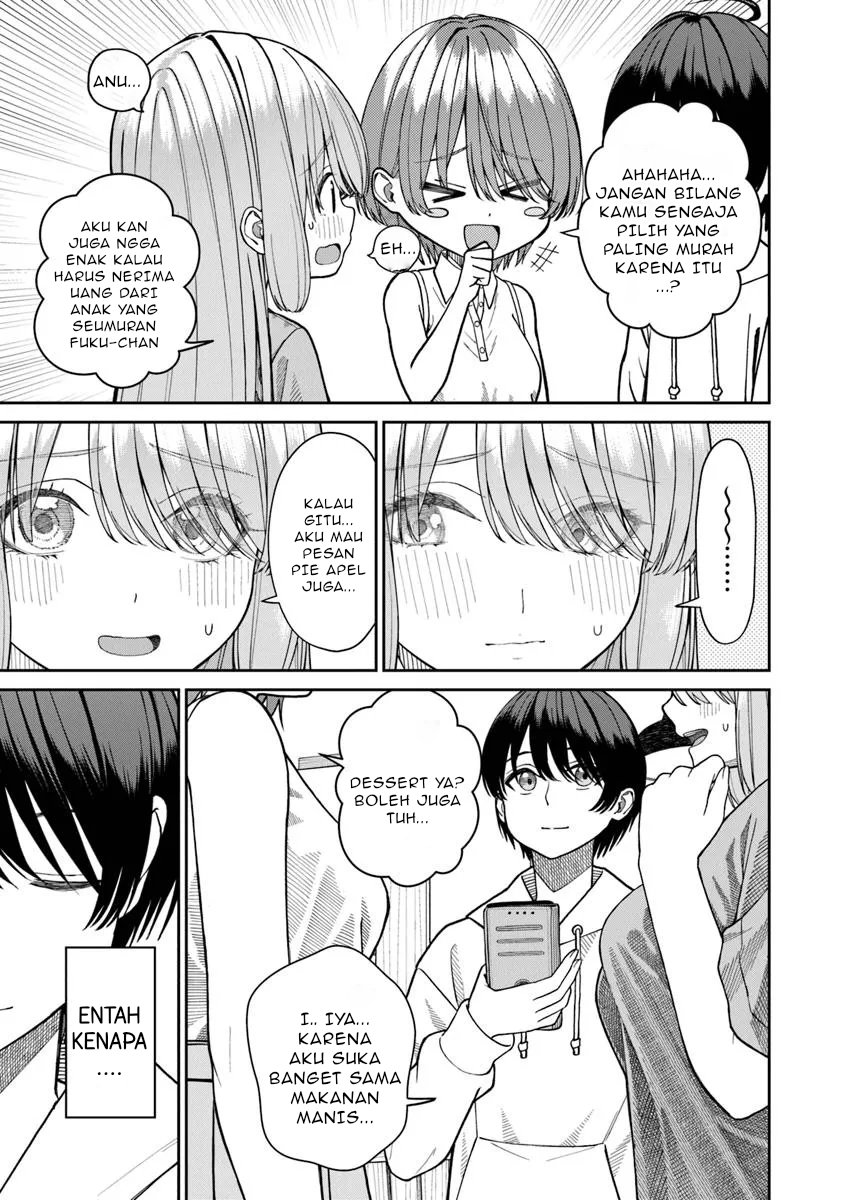 AHAHAHA...
JANGAN BILANG
KAMU SENGAJA
PILIH YANG
PALING MURAH
KARENA ITU
...?
EH...
ANU...
AKU KAN
JUGA NGGA
ENAK KALAU
HARUS NERIMA
UANG DARI
ANAK YANG
SEUMURAN
FUKU-CHAN
KALAU
GITU...
AKU MAU
PESAN
PIE APEL
JUGA...
DESSERT YA?
BOLEH JUGA
TUH...
I.. IYA...
KARENA
AKU SUKA
BANGET SAMA
MAKANAN
MANIS...
ENTAH
KENAPA
....